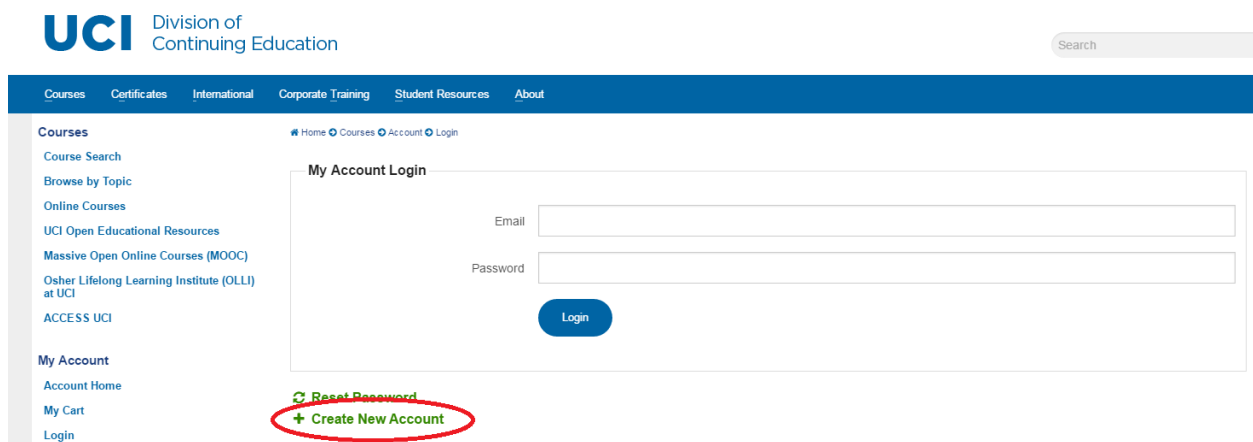 UCI Division of
Continuing Education
Search
Courses Certificates International Corporate Training Student Resources About
Courses
Course Search
Browse by Topic
Online Courses
UCI Open Educational Resources
Massive Open Online Courses (MOOC)
Osher Lifelong Learning Institute (OLLI)
at UCI
ACCESS UCI
My Account
Account Home
My Cart
Login
Home Courses Account Login
My Account Login
Email
Password
Login
Reset Password
+ Create New Account